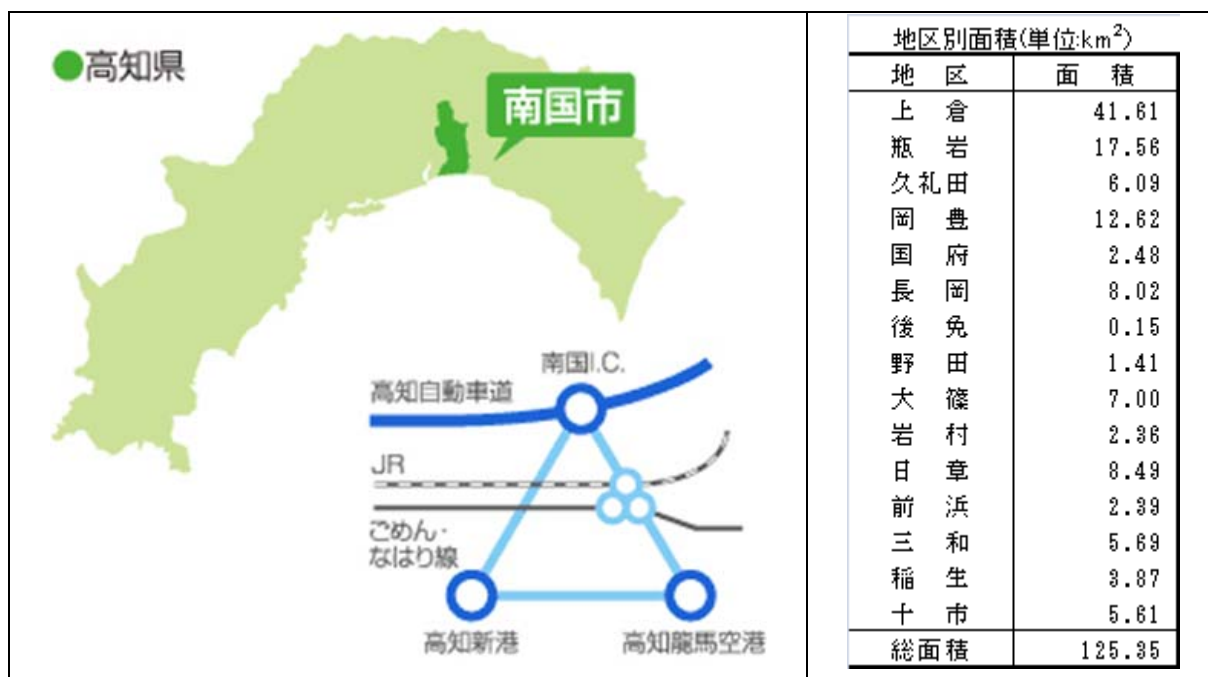 ●高知県
南国市
南国I.C.
高知自動車道
JR
ごめん・
なはり線
高知新港
高知龍馬空港
地区別面積(単位:km²)
地 区 面 積
上 倉 41.61
瓶 岩 17.56
久礼田 6.09
岡 豊 12.62
国 府 2.48
長 岡 8.02
後 免 0.15
野 田 1.41
大 篠 7.00
岩 村 2.36
日 章 8.49
前 浜 2.39
三 和 5.69
稲 生 3.87
十 市 5.61
総面積 125.35